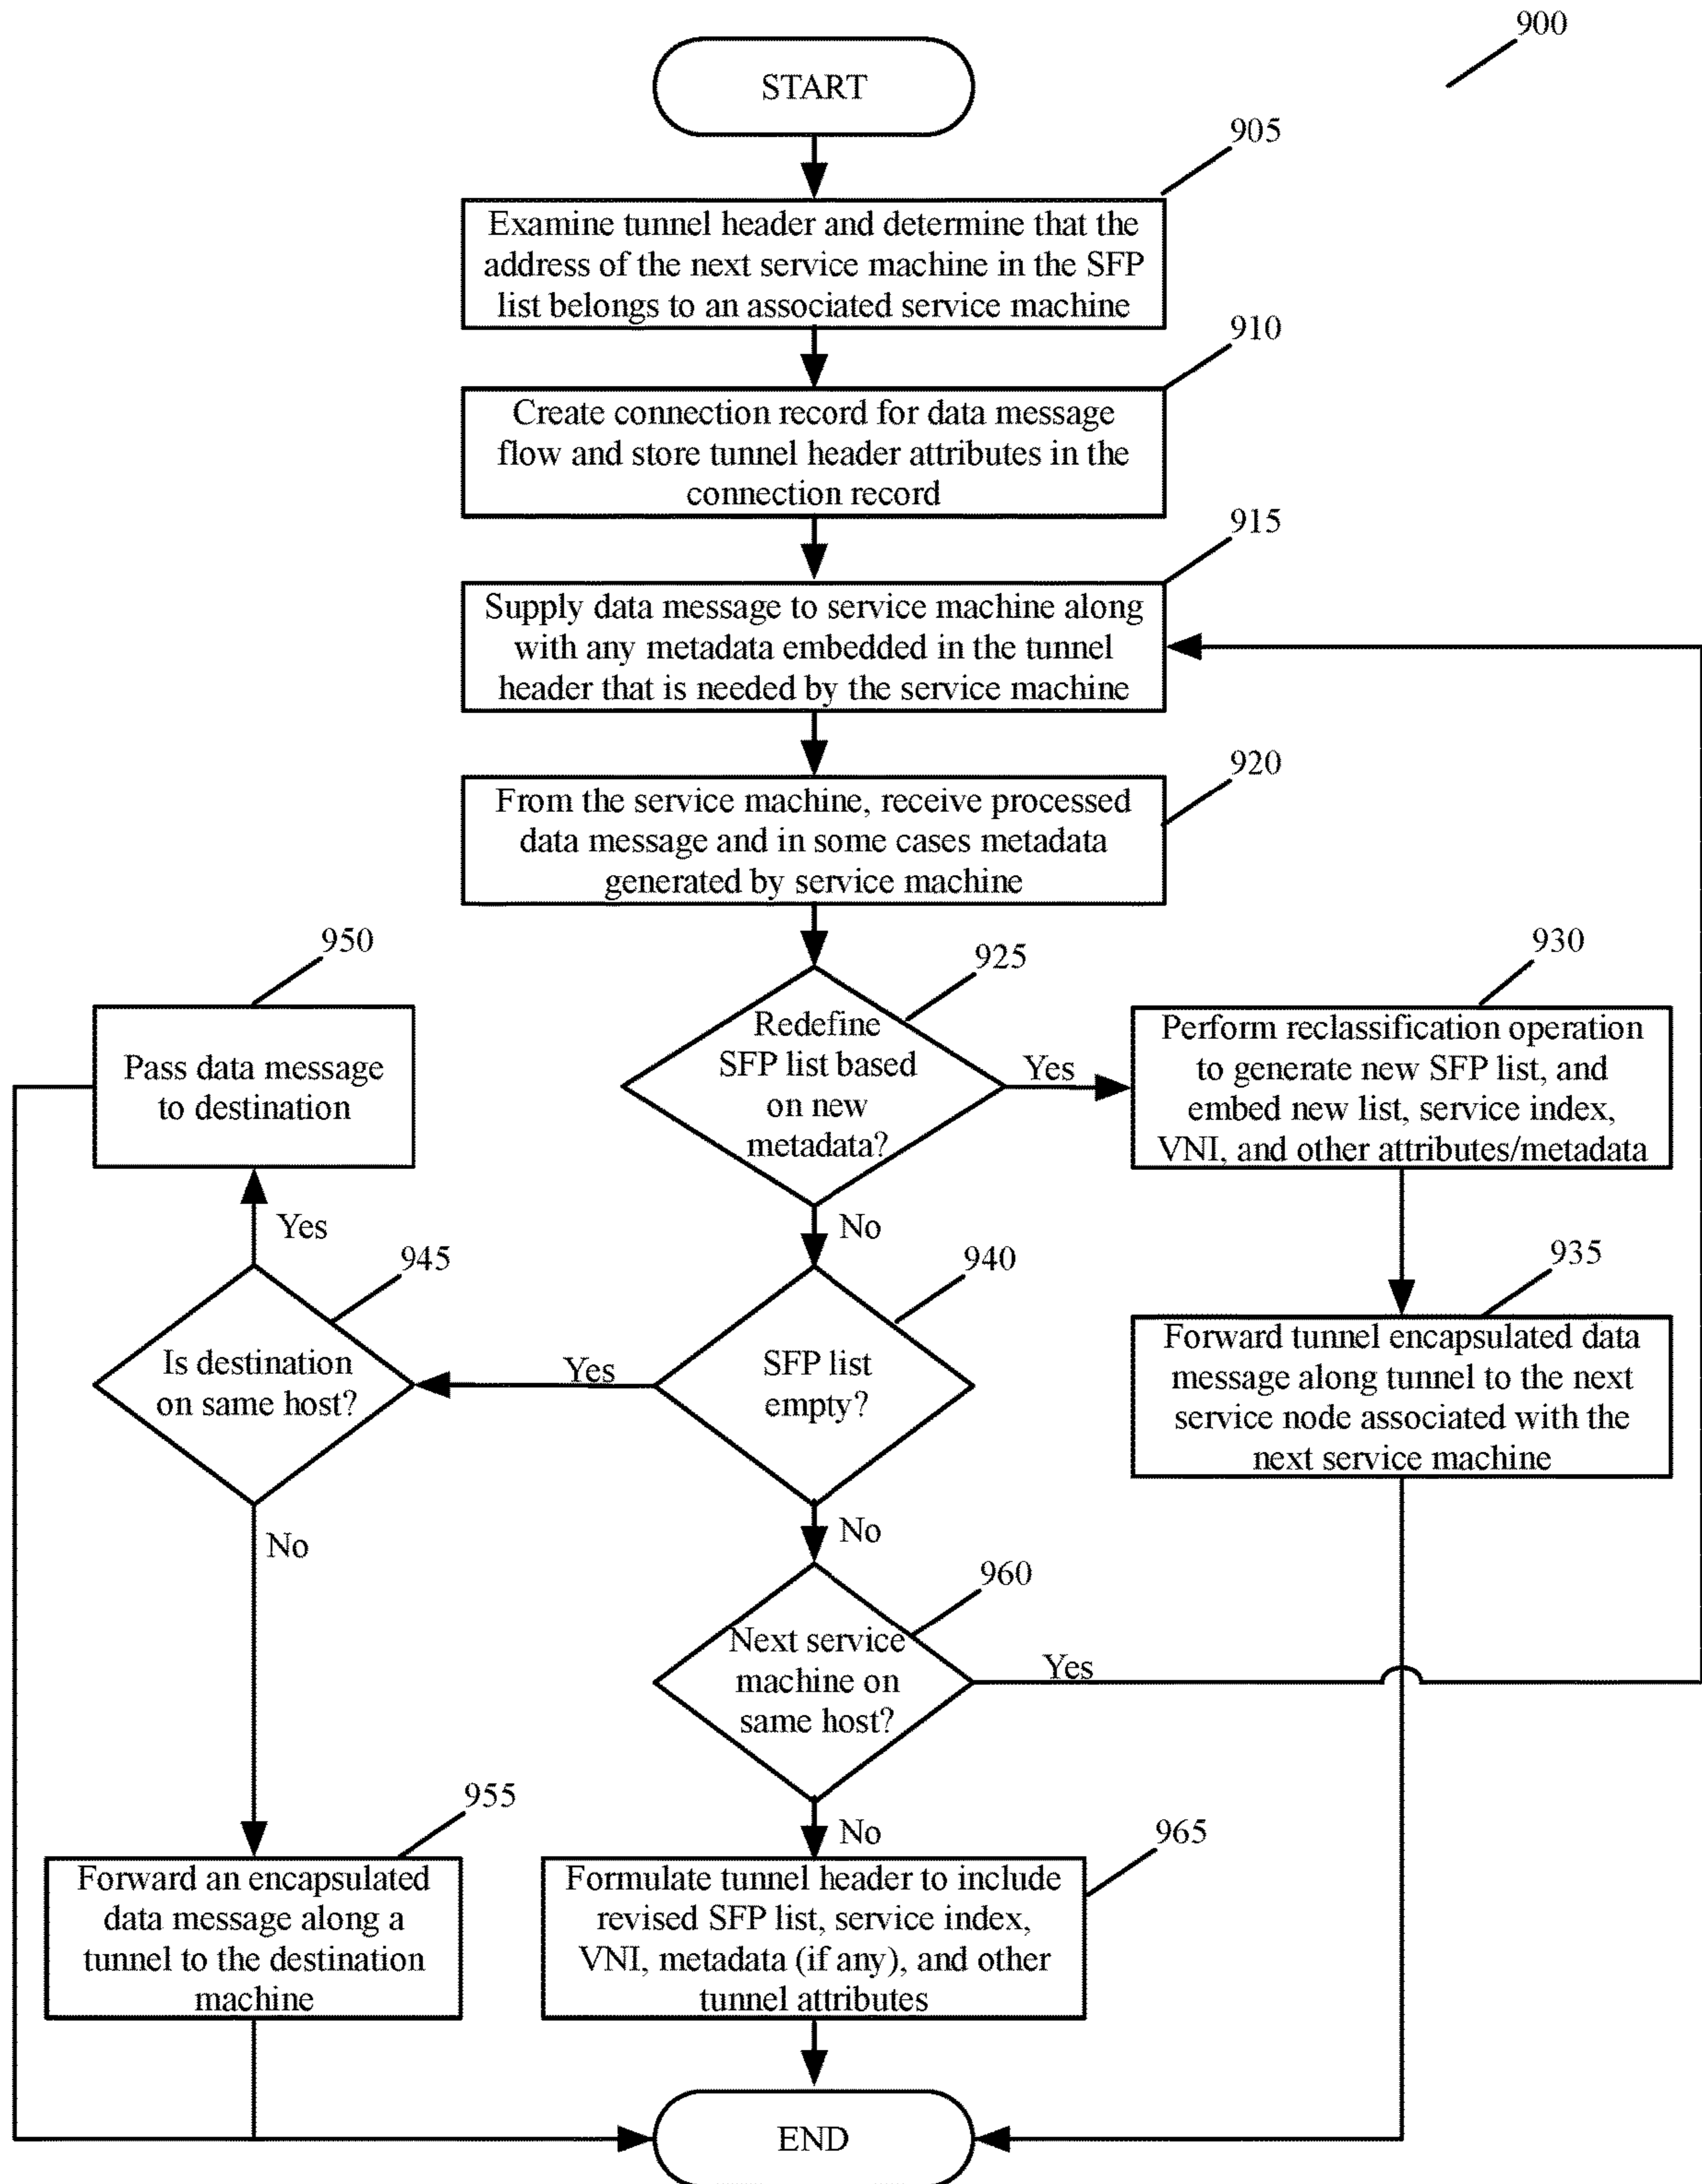 900
START
905
Examine tunnel header and determine that the
address of the next service machine in the SFP
list belongs to an associated service machine
910
Create connection record for data message
flow and store tunnel header attributes in the
connection record
915
Supply data message to service machine along
with any metadata embedded in the tunnel
header that is needed by the service machine
920
From the service machine, receive processed
data message and in some cases metadata
generated by service machine
950
Pass data message
to destination
925
Redefine
SFP list based
on new
metadata?
Yes
930
Perform reclassification operation
to generate new SFP list, and
embed new list, service index,
VNI, and other attributes/metadata
Yes
No
945
Is destination
on same host?
Yes
940
SFP list
empty?
935
Forward tunnel encapsulated data
message along tunnel to the next
service node associated with the
next service machine
No
No
960
Next service
machine on
same host?
Yes
955
Forward an encapsulated
data message along a
tunnel to the destination
machine
No
965
Formulate tunnel header to include
revised SFP list, service index,
VNI, metadata (if any), and other
tunnel attributes
END